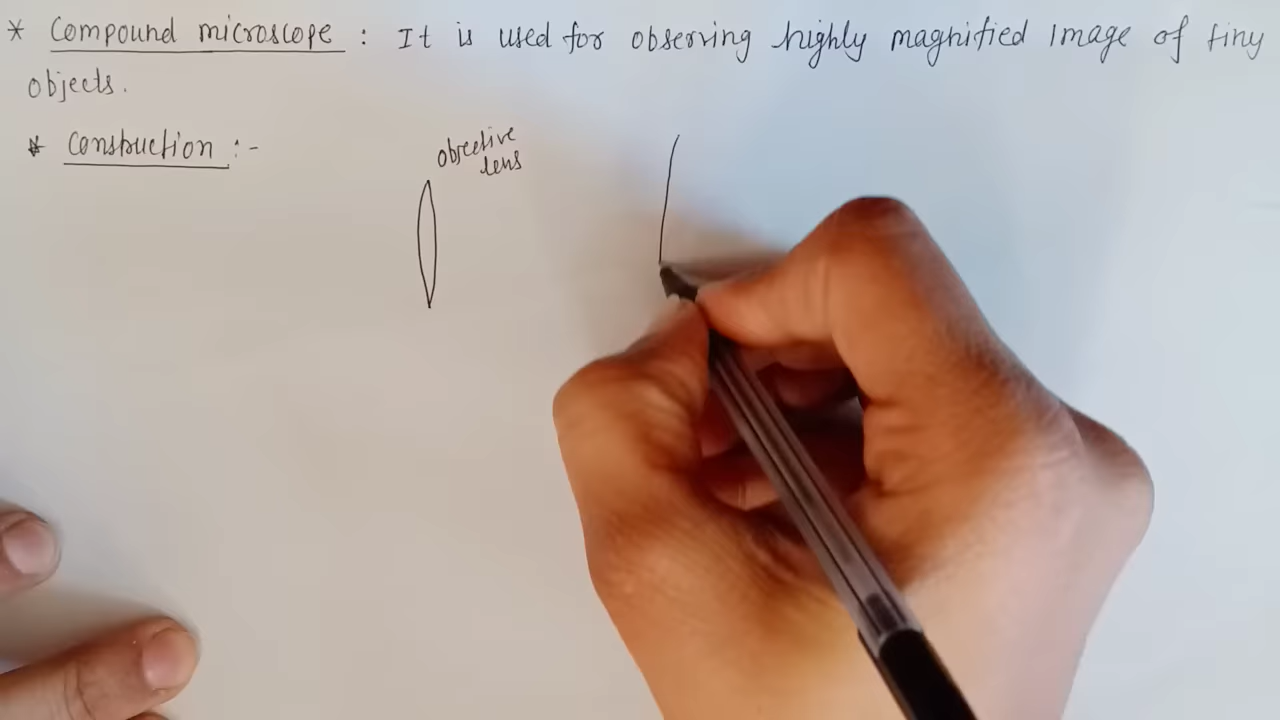 * Compound microscope : It is used for observing highly magnified image of tiny
objects.
* Construction :-
objective
lens